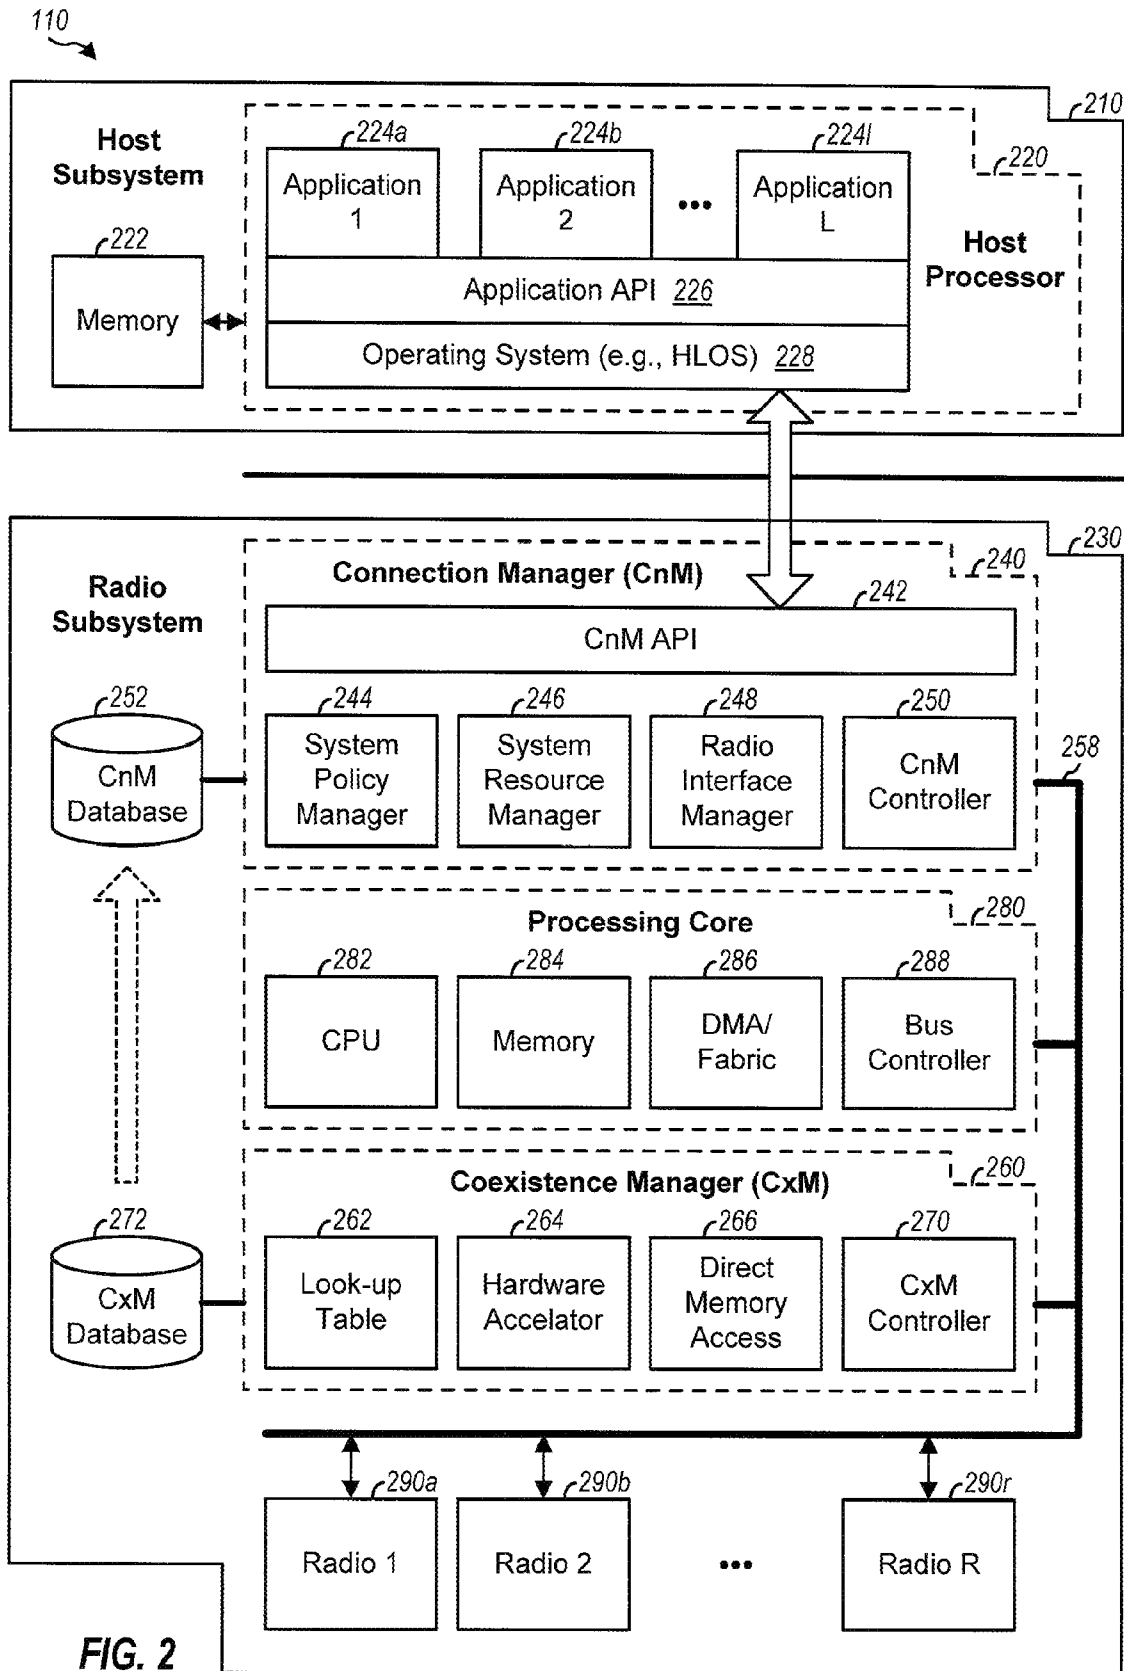 110
210
Host
Subsystem
224a
224b
224l
220
Application
1
Application
2
•••
Application
L
Host
Processor
222
Memory
Application API 226
Operating System (e.g., HLOS) 228
230
Radio
Subsystem
Connection Manager (CnM)
240
242
CnM API
252
CnM
Database
244
System
Policy
Manager
246
System
Resource
Manager
248
Radio
Interface
Manager
250
CnM
Controller
258
Processing Core
280
282
CPU
284
Memory
286
DMA/
Fabric
288
Bus
Controller
Coexistence Manager (CxM)
260
272
CxM
Database
262
Look-up
Table
264
Hardware
Accelator
266
Direct
Memory
Access
270
CxM
Controller
290a
Radio 1
290b
Radio 2
•••
290r
Radio R
FIG. 2